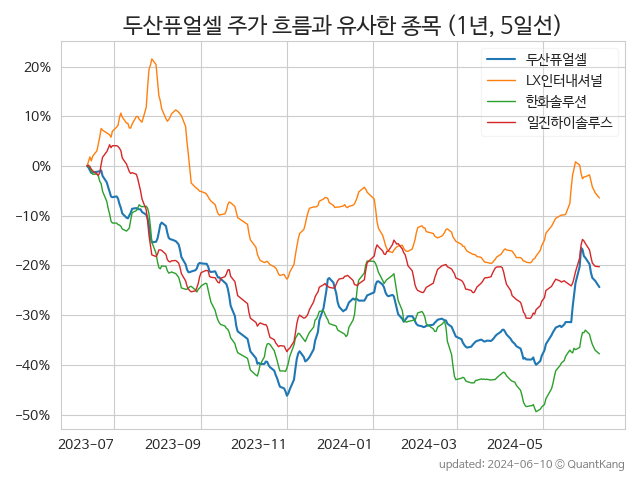 두산퓨얼셀 주가 흐름과 유사한 종목 (1년, 5일선)
두산퓨얼셀
LX인터내셔널
한화솔루션
일진하이솔루스
20%
10%
0%
−10%
−20%
−30%
−40%
−50%
2023-07
2023-09
2023-11
2024-01
2024-03
2024-05
updated: 2024-06-10 © QuantKang